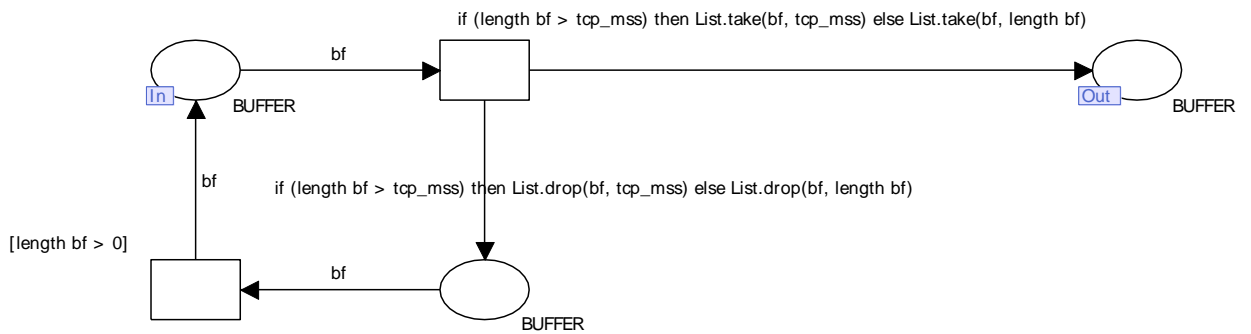 if (length bf > tcp_mss) then List.take(bf, tcp_mss) else List.take(bf, length bf)
bf
In
BUFFER
Out
BUFFER
bf
if (length bf > tcp_mss) then List.drop(bf, tcp_mss) else List.drop(bf, length bf)
[length bf > 0]
bf
BUFFER